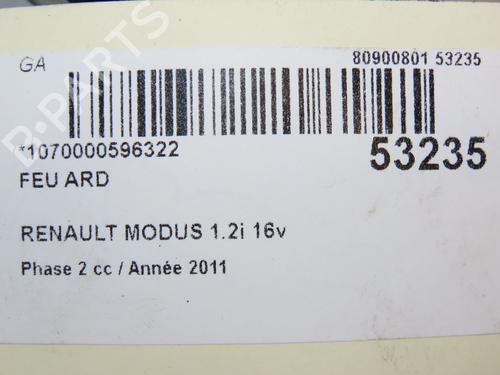 GA
80900801 53235
*1070000596322
53235
FEU ARD
RENAULT MODUS 1.2i 16v
Phase 2 cc / Année 2011
B-PARTS